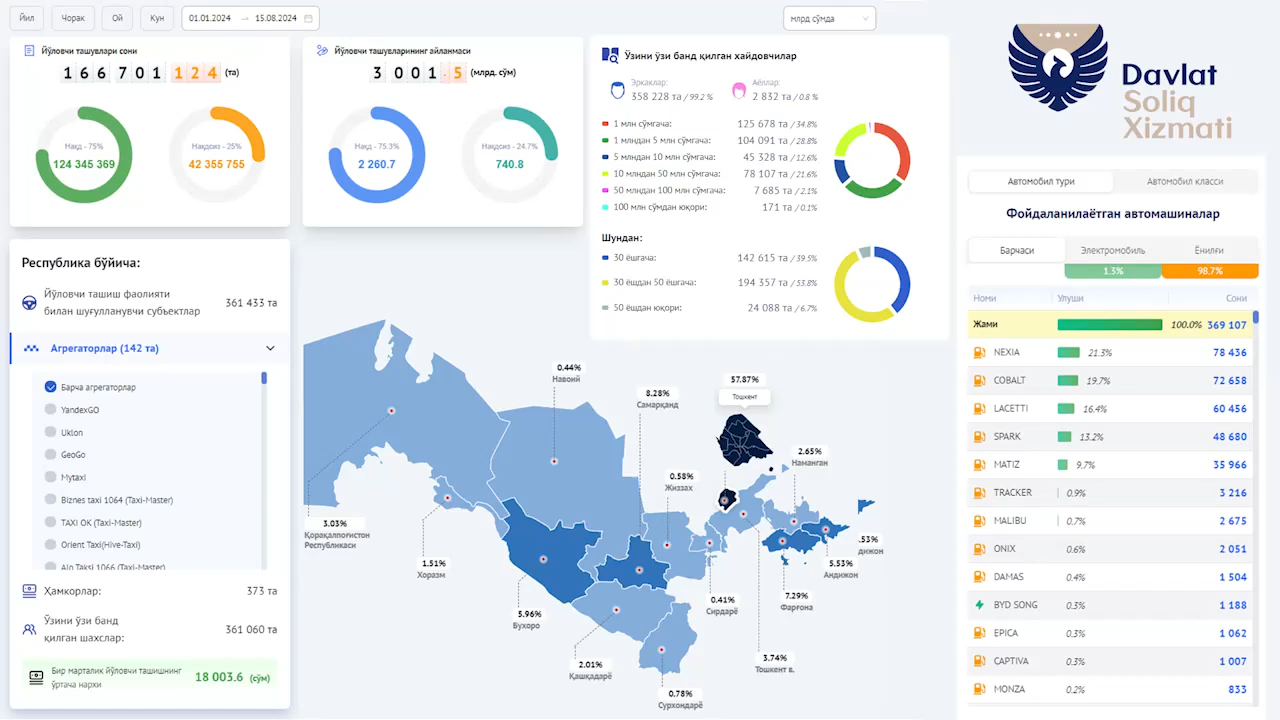 Йил
Чорак
Ой
Кун
01.01.2024 → 15.08.2024
млрд сўмда
Йўловчи ташувлари сони
166 701 124 (та)
Нақд - 75%
124 345 369
Нақдсиз - 25%
42 355 755
Йўловчи ташувларининг айланмаси
3 001.5 (млрд. сўм)
Нақд - 75.3%
2 260.7
Нақдсиз - 24.7%
740.8
Ўзини ўзи банд қилган хайдовчилар
Эркаклар:
358 228 та / 99.2 %
Аёллар:
2 832 та / 0.8 %
1 млн сўмгача: 125 678 та / 34.8%
1 млндан 5 млн сўмгача: 104 091 та / 28.8%
5 млндан 10 млн сўмгача: 45 328 та / 12.6%
10 млндан 50 млн сўмгача: 78 107 та / 21.6%
50 млндан 100 млн сўмгача: 7 685 та / 2.1%
100 млн сўмдан юқори: 171 та / 0.1%
Шундан:
30 ёшгача: 142 615 та / 39.5%
30 ёшдан 50 ёшгача: 194 357 та / 53.8%
50 ёшдан юқори: 24 088 та / 6.7%
Davlat
Soliq
Xizmati
Республика бўйича:
Йўловчи ташиш фаолияти
билан шуғулланувчи субъектлар
361 433 та
Агрегаторлар (142 та)
Барча агрегаторлар
YandexGO
Uklon
GeoGo
Mytaxi
Biznes taxi 1064 (Taxi-Master)
TAXI OK (Taxi-Master)
Orient Taxi(Hive-Taxi)
Alo Taksi 1066 (Taxi-Master)
Хамкорлар: 373 та
Ўзини ўзи банд
қилган шахслар:
361 060 та
Бир марталик йўловчи ташишнинг
ўртача нархи
18 003.6 (сўм)
0.44%
Навоий
8.28%
Самарқанд
57.87%
Тошкент
2.65%
Наманган
0.58%
Жиззах
3.03%
Қорақалпоғистон
Республикаси
1.51%
Хоразм
.53%
дижон
5.53%
Андижон
5.96%
Бухоро
0.41%
Сирдарё
7.29%
Фарғона
2.01%
Қашқадарё
3.74%
Тошкент в.
0.78%
Сурхондарё
Автомобил тури
Автомобил класси
Фойдаланилаётган автомашиналар
Барчаси
Электромобиль
Ёнилғи
1.3%
98.7%
Номи Улуши Сони
Жами 100.0% 369 107
NEXIA 21.3% 78 436
COBALT 19.7% 72 658
LACETTI 16.4% 60 456
SPARK 13.2% 48 680
MATIZ 9.7% 35 966
TRACKER 0.9% 3 216
MALIBU 0.7% 2 675
ONIX 0.6% 2 051
DAMAS 0.4% 1 504
BYD SONG 0.3% 1 188
EPICA 0.3% 1 062
CAPTIVA 0.3% 1 007
MONZA 0.2% 833